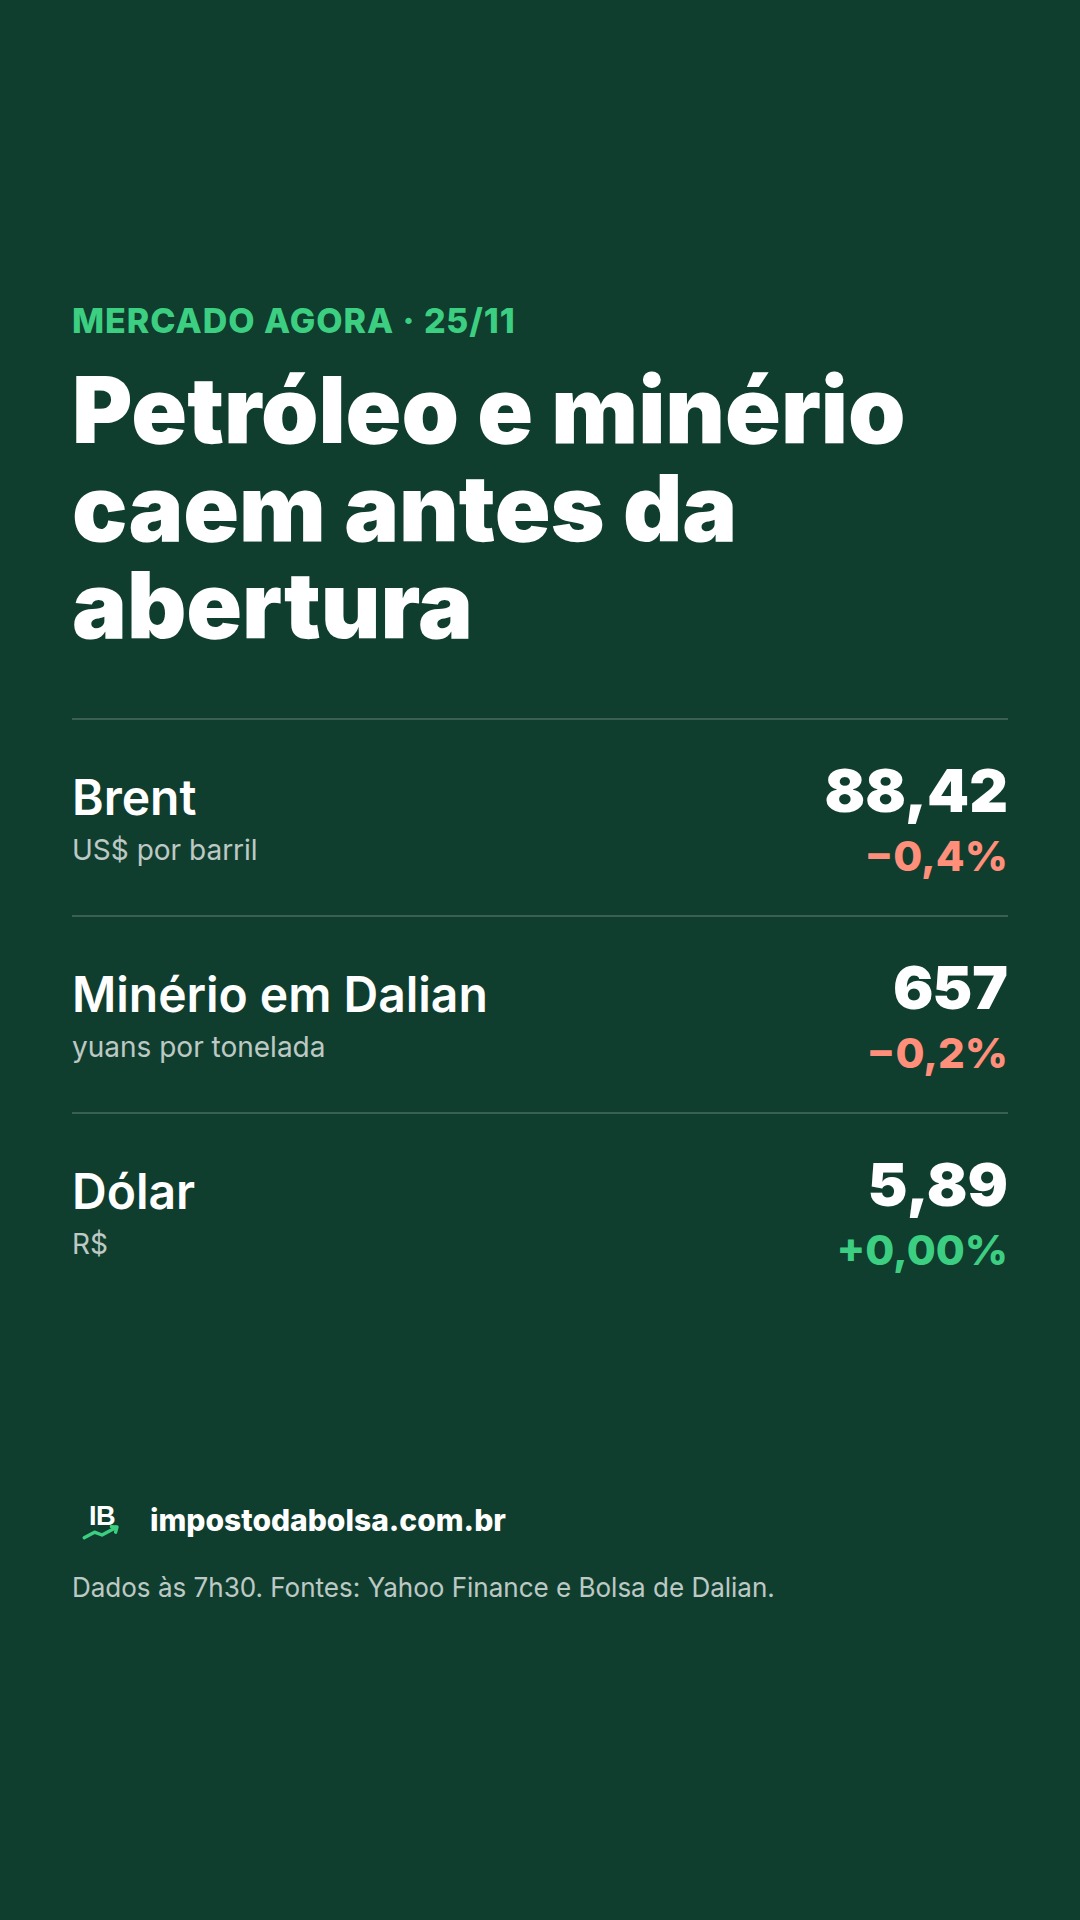 MERCADO AGORA · 25/11
Petróleo e minério
caem antes da
abertura
Brent
88,42
US$ por barril
−0,4%
Minério em Dalian
657
yuans por tonelada
−0,2%
Dólar
5,89
R$
+0,00%
IB
impostodabolsa.com.br
Dados às 7h30. Fontes: Yahoo Finance e Bolsa de Dalian.